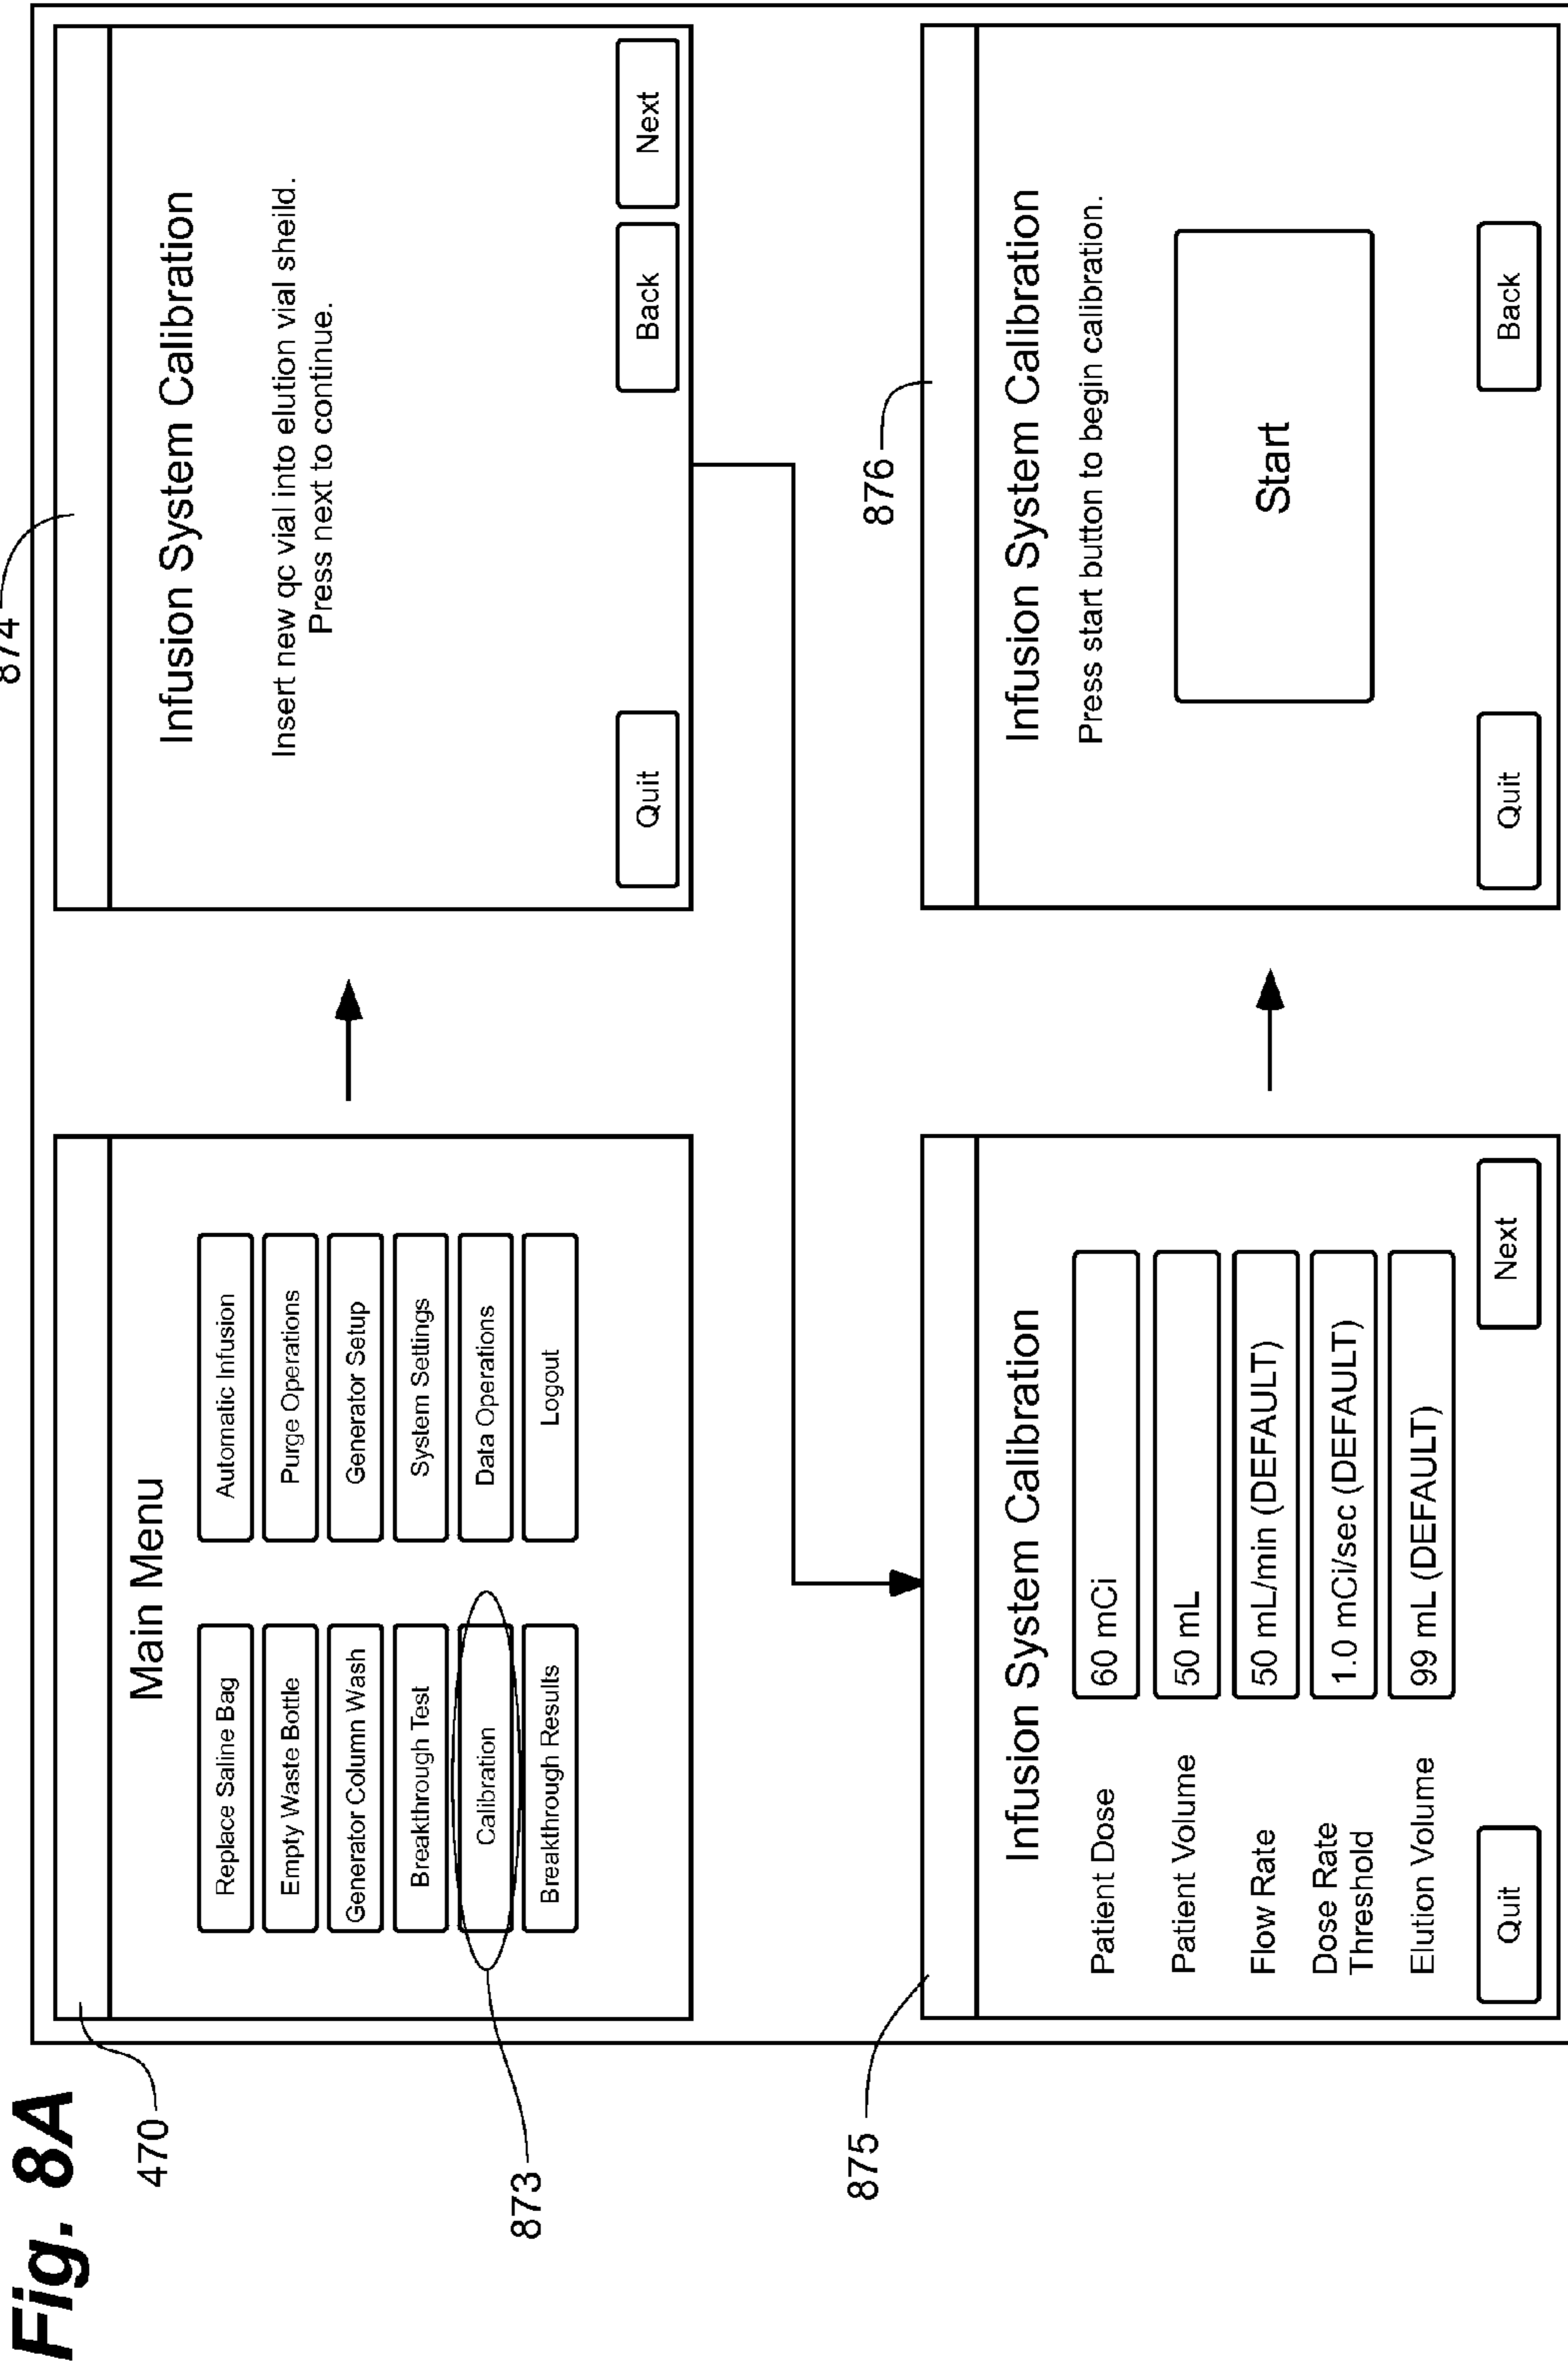 Fig. 8A
470
Main Menu
Replace Saline Bag
Automatic Infusion
Empty Waste Bottle
Purge Operations
Generator Column Wash
Generator Setup
Breakthrough Test
System Settings
Calibration
Data Operations
Breakthrough Results
Logout
873
874
Infusion System Calibration
Insert new qc vial into elution vial sheild.
Press next to continue.
Quit
Back
Next
875
Infusion System Calibration
Patient Dose
60 mCi
Patient Volume
50 mL
Flow Rate
50 mL/min (DEFAULT)
Dose Rate
Threshold
1.0 mCi/sec (DEFAULT)
Elution Volume
99 mL (DEFAULT)
Quit
Next
876
Infusion System Calibration
Press start button to begin calibration.
Start
Quit
Back